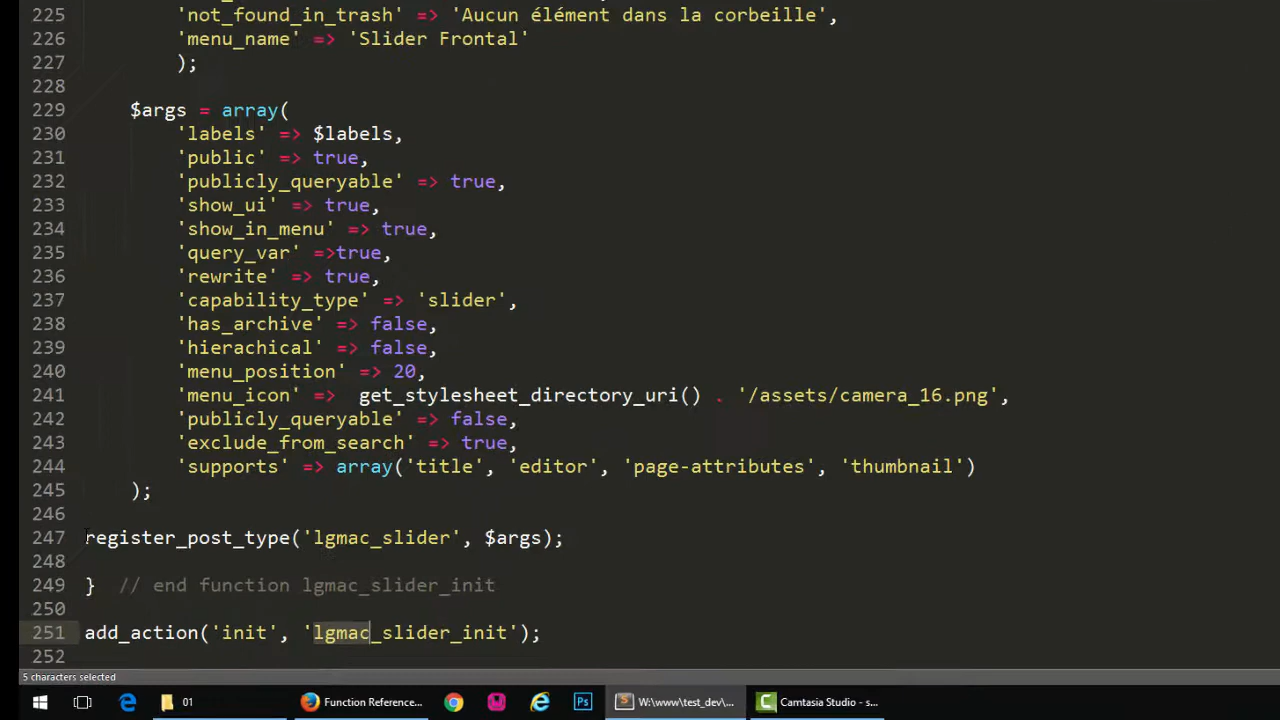 225 'not_found_in_trash' => 'Aucun élément dans la corbeille',
226 'menu_name' => 'Slider Frontal'
227 );
228
229 $args = array(
230 'labels' => $labels,
231 'public' => true,
232 'publicly_queryable' => true,
233 'show_ui' => true,
234 'show_in_menu' => true,
235 'query_var' =>true,
236 'rewrite' => true,
237 'capability_type' => 'slider',
238 'has_archive' => false,
239 'hierachical' => false,
240 'menu_position' => 20,
241 'menu_icon' =>  get_stylesheet_directory_uri() . '/assets/camera_16.png',
242 'publicly_queryable' => false,
243 'exclude_from_search' => true,
244 'supports' => array('title', 'editor', 'page-attributes', 'thumbnail')
245 );
246
247 register_post_type('lgmac_slider', $args);
248
249 }  // end function lgmac_slider_init
250
251 add_action('init', 'lgmac_slider_init');
252
5 characters selected
01 Function Reference... W:\www\test_dev\... Camtasia Studio - s...